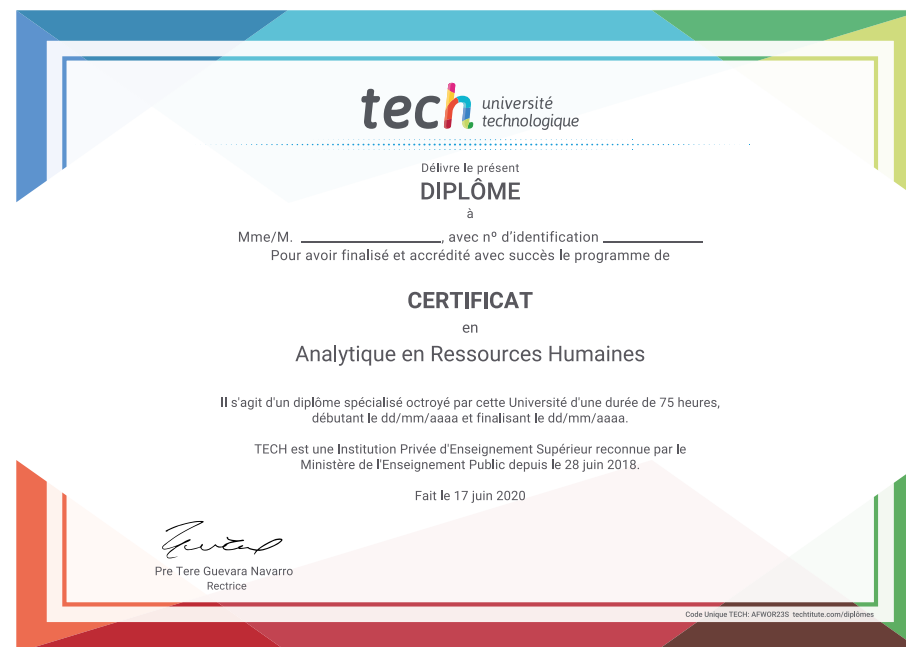 tech université
technologique
Délivre le présent
DIPLÔME
à
Mme/M. ____________________, avec nº d'identification ______________
Pour avoir finalisé et accrédité avec succès le programme de
CERTIFICAT
en
Analytique en Ressources Humaines
Il s'agit d'un diplôme spécialisé octroyé par cette Université d'une durée de 75 heures,
débutant le dd/mm/aaaa et finalisant le dd/mm/aaaa.
TECH est une Institution Privée d'Enseignement Supérieur reconnue par le
Ministère de l'Enseignement Public depuis le 28 juin 2018.
Fait le 17 juin 2020
Pre Tere Guevara Navarro
Rectrice
Code Unique TECH: AFWOR23S techtitute.com/diplômes